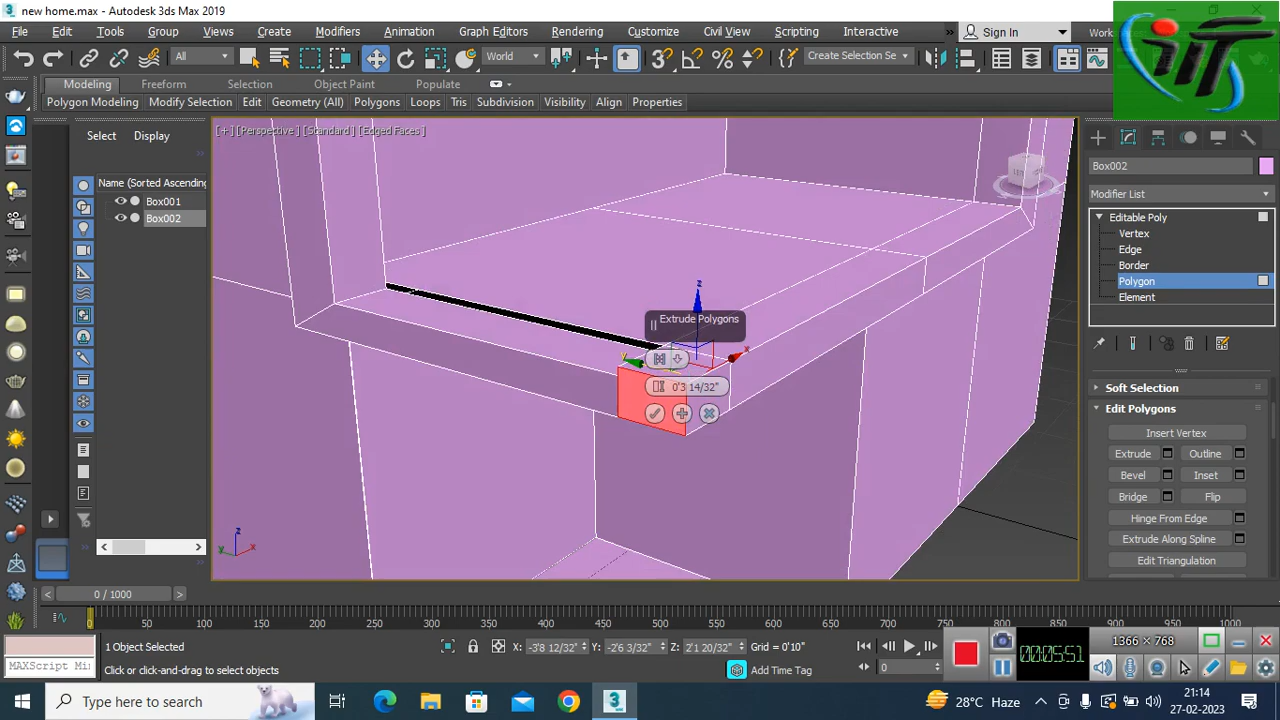 new home.max - Autodesk 3ds Max 2019
File Edit Tools Group Views Create Modifiers Animation Graph Editors Rendering Customize Civil View Scripting Interactive Sign In
All World Create Selection Se
Modeling Freeform Selection Object Paint Populate
Polygon Modeling Modify Selection Edit Geometry (All) Polygons Loops Tris Subdivision Visibility Align Properties
[+] [Perspective] [Standard] [Edged Faces]
Select Display
Name (Sorted Ascending
Box001
Box002
Box002
Modifier List
Editable Poly
Vertex
Edge
Border
Polygon
Element
Extrude Polygons
0'3 14/32"
z
x
y
Soft Selection
Edit Polygons
Insert Vertex
Extrude Outline
Bevel Inset
Bridge Flip
Hinge From Edge
Extrude Along Spline
Edit Triangulation
z
y x
0 / 1000
0 50 100 150 200 250 300 350 400 450 500 550 600 650 700 750 800 850 900 950 1000
1 Object Selected X: -3'8 12/32" Y: -2'6 3/32" Z: 2'1 20/32" Grid = 0'10"
MAXScript Mi
Click or click-and-drag to select objects Add Time Tag
0
00:05:51
1366 × 768
Type here to search
28°C Haze
21:14
27-02-2023